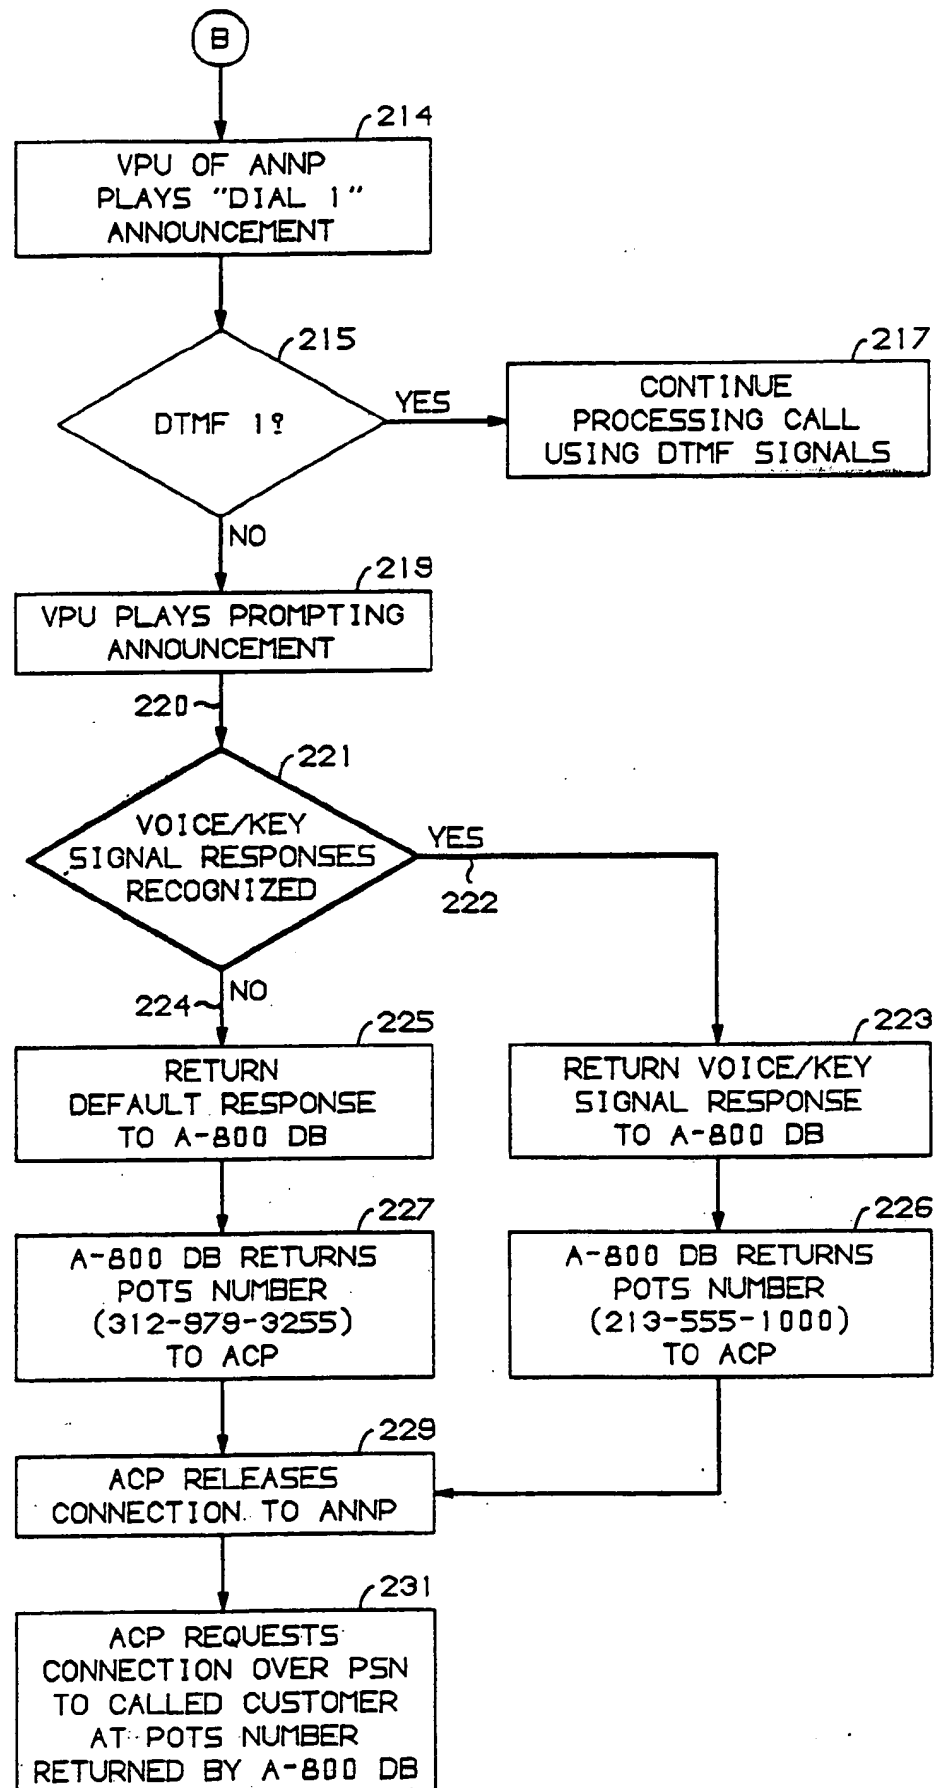 B
214
VPU OF ANNP
PLAYS "DIAL 1"
ANNOUNCEMENT
215
DTMF 1?
YES
217
CONTINUE
PROCESSING CALL
USING DTMF SIGNALS
NO
219
VPU PLAYS PROMPTING
ANNOUNCEMENT
220
221
VOICE/KEY
SIGNAL RESPONSES
RECOGNIZED
YES
222
224
NO
225
RETURN
DEFAULT RESPONSE
TO A-800 DB
223
RETURN VOICE/KEY
SIGNAL RESPONSE
TO A-800 DB
227
A-800 DB RETURNS
POTS NUMBER
(312-979-3255)
TO ACP
226
A-800 DB RETURNS
POTS NUMBER
(213-555-1000)
TO ACP
229
ACP RELEASES
CONNECTION TO ANNP
231
ACP REQUESTS
CONNECTION OVER PSN
TO CALLED CUSTOMER
AT POTS NUMBER
RETURNED BY A-800 DB